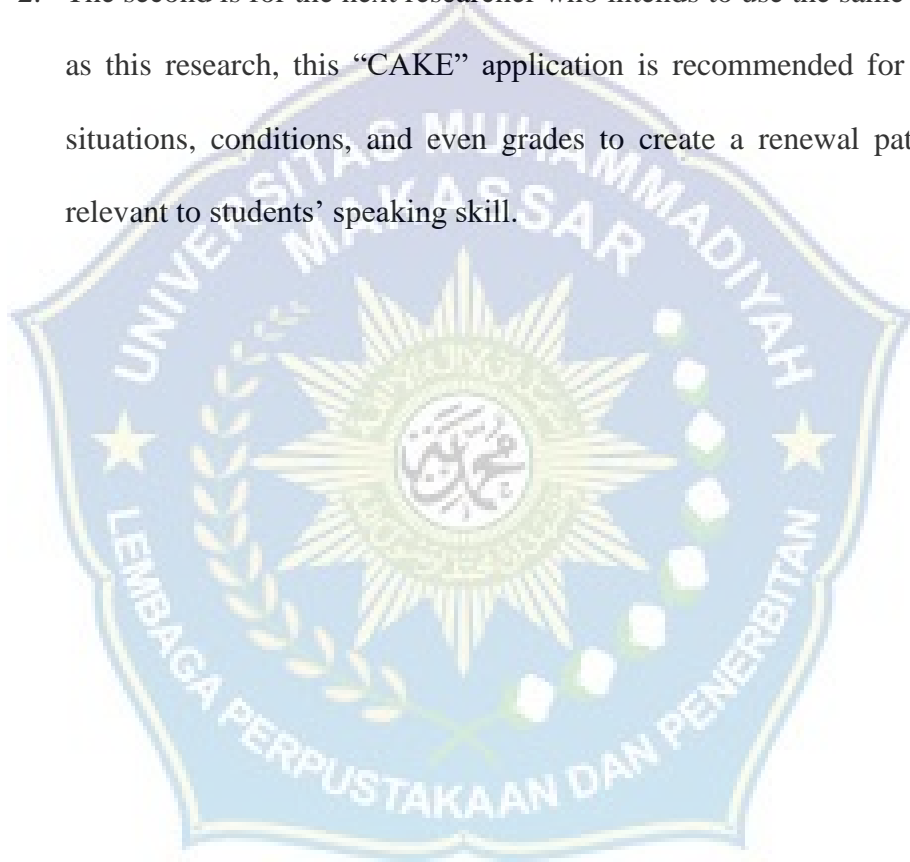 2. The second is for the next researcher who intends to use the same
as this research, this “CAKE” application is recommended for
situations, conditions, and even grades to create a renewal pat
relevant to students’ speaking skill.
UNIVERSITAS MUHAMMADIYAH
MAKASSAR
محمد
LEMBAGA PERPUSTAKAAN DAN PENERBITAN